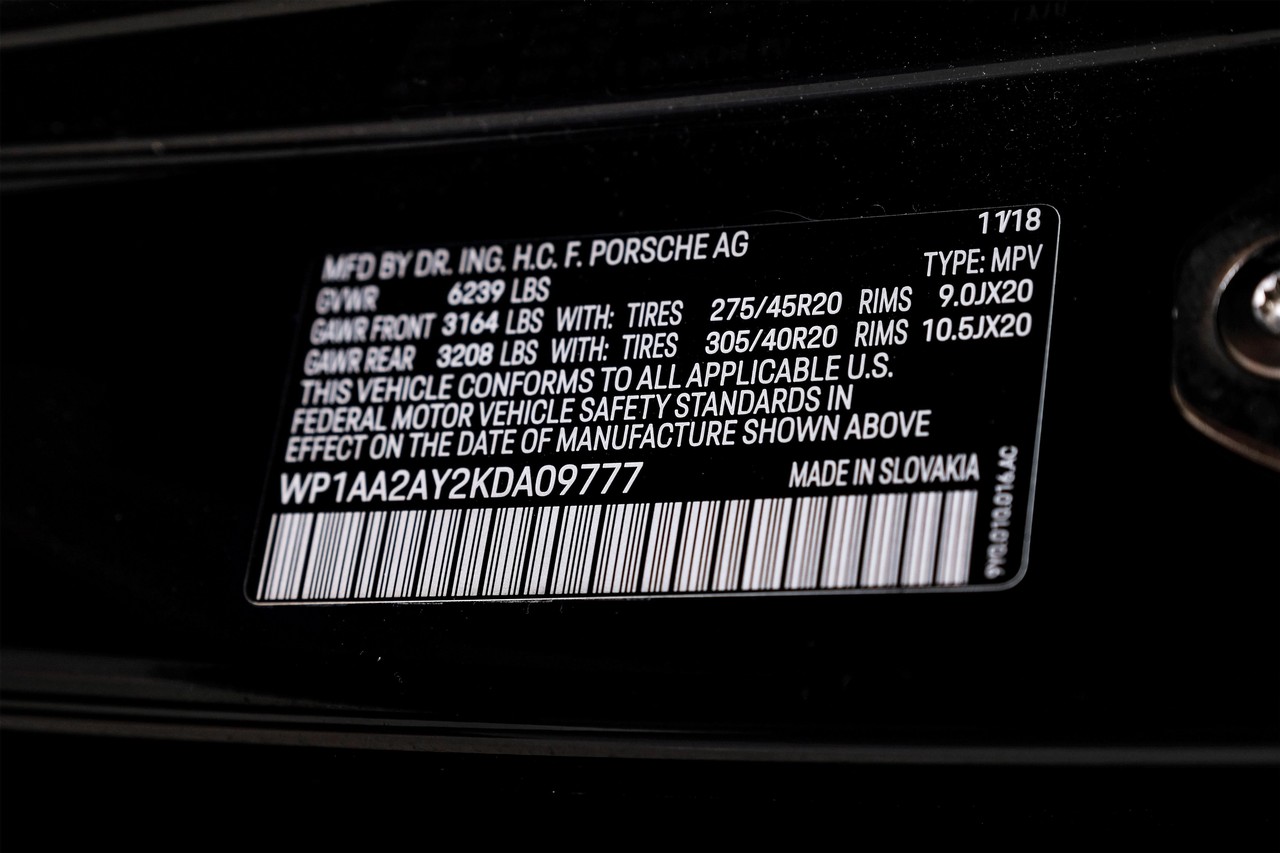 11/18
MFD BY DR. ING. H.C. F. PORSCHE AG
TYPE: MPV
GVWR 6239 LBS
GAWR FRONT 3164 LBS WITH: TIRES 275/45R20 RIMS 9.0JX20
GAWR REAR 3208 LBS WITH: TIRES 305/40R20 RIMS 10.5JX20
THIS VEHICLE CONFORMS TO ALL APPLICABLE U.S.
FEDERAL MOTOR VEHICLE SAFETY STANDARDS IN
EFFECT ON THE DATE OF MANUFACTURE SHOWN ABOVE
WP1AA2AY2KDA09777 MADE IN SLOVAKIA
9Y0.010.016.AC